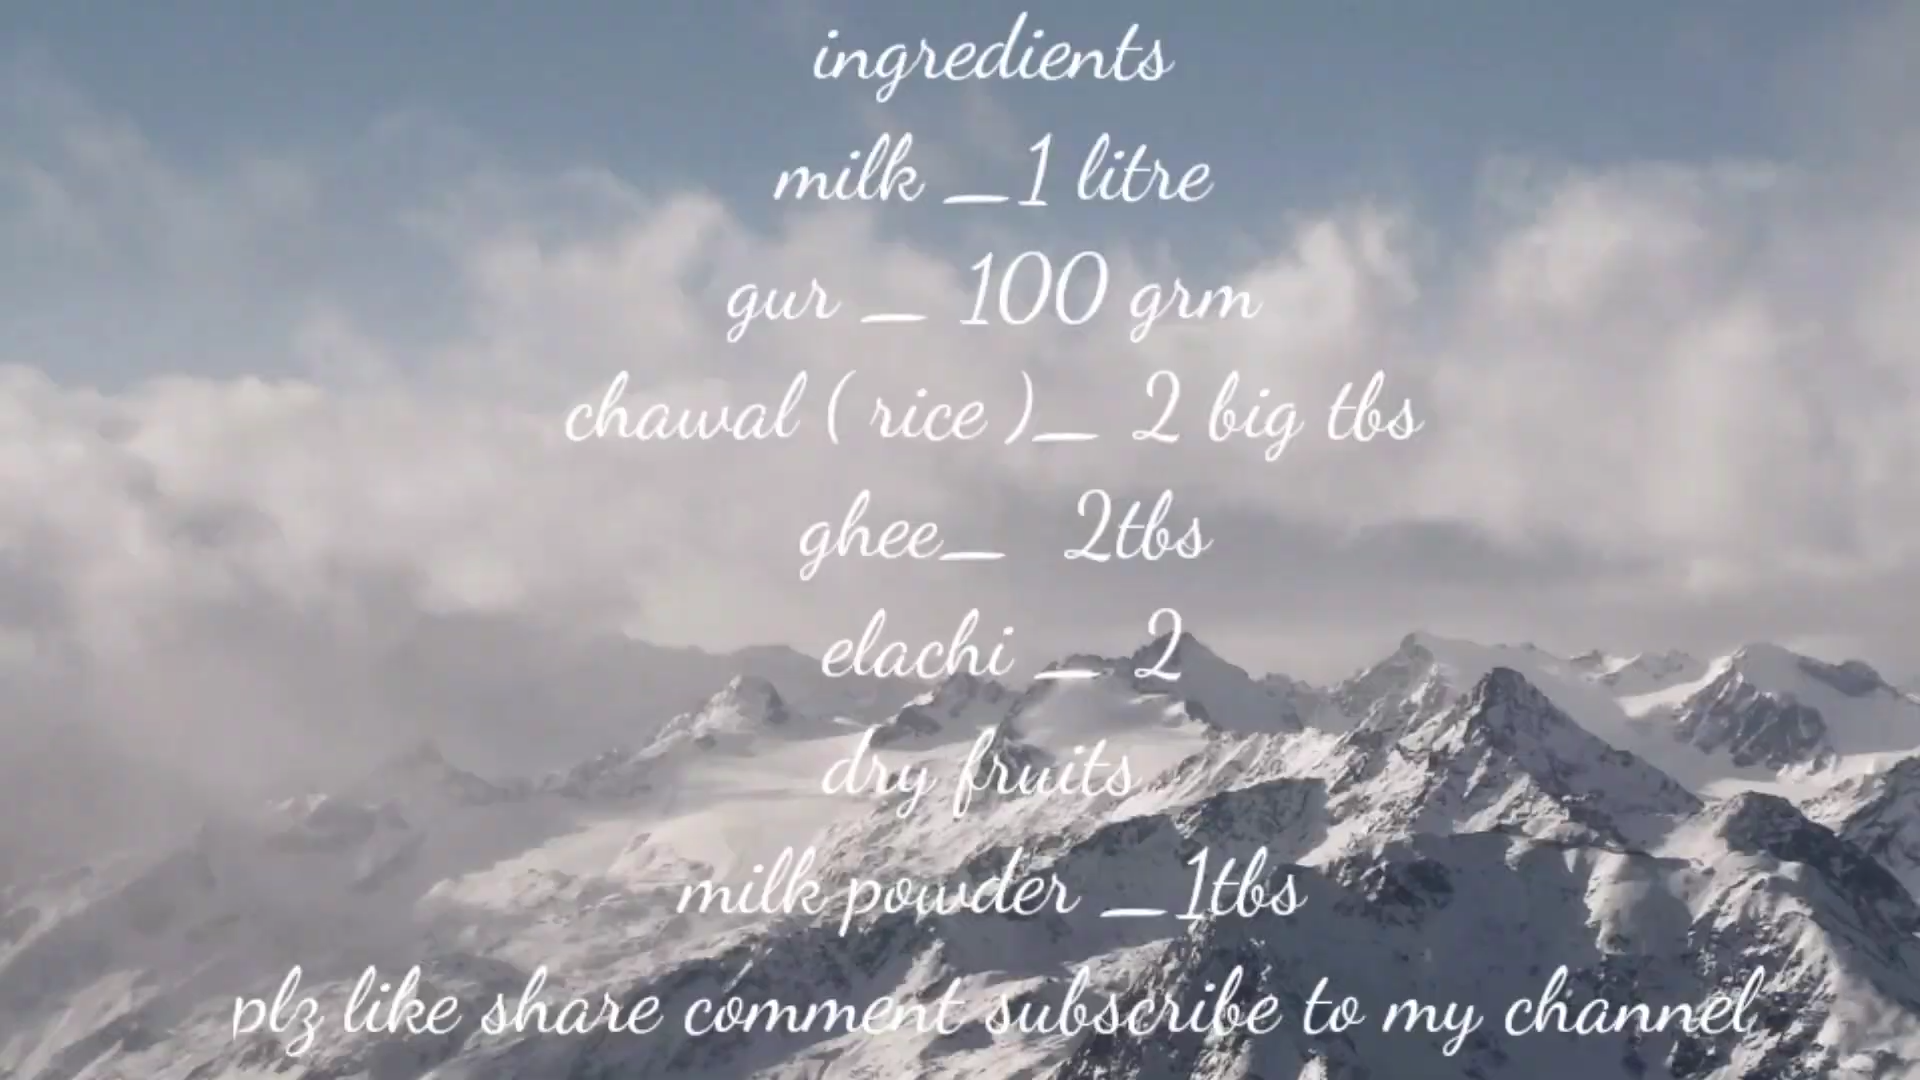 ingredients
milk _1 litre
gur _ 100 grm
chawal ( rice )_ 2 big tbs
ghee_ 2tbs
elachi _ 2
dry fruits
milk powder _1tbs
plz like share comment subscribe to my channel